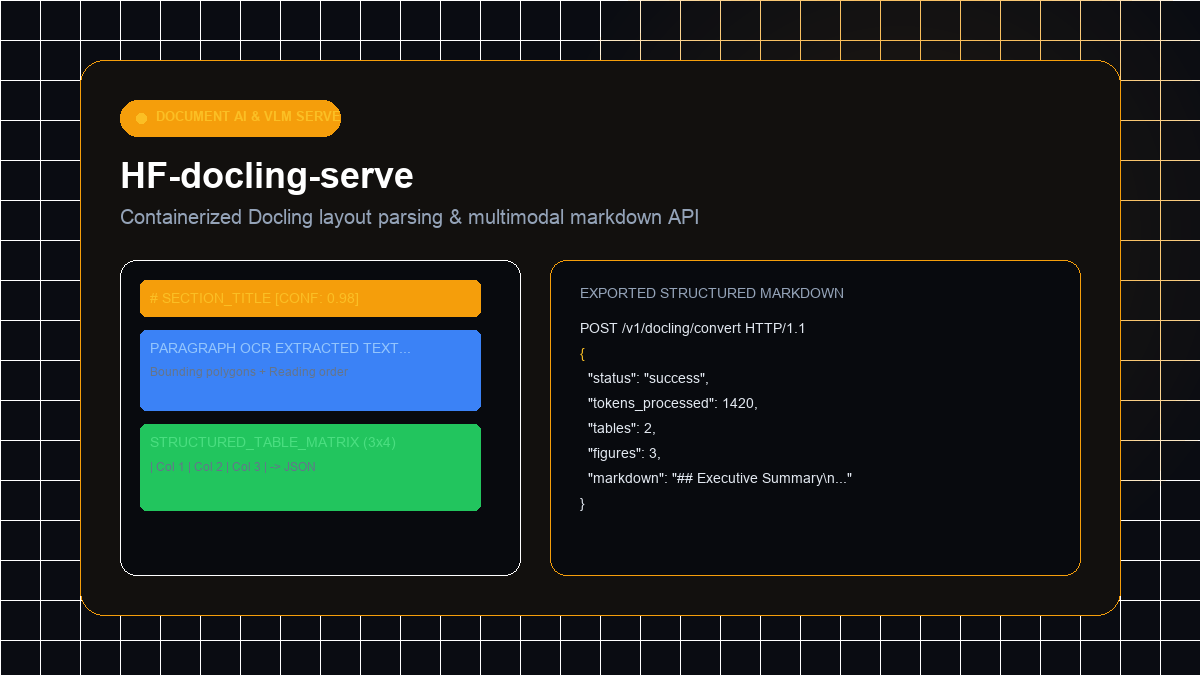 DOCUMENT AI & VLM SERVE
HF-docling-serve
Containerized Docling layout parsing & multimodal markdown API
# SECTION_TITLE [CONF: 0.98]
PARAGRAPH OCR EXTRACTED TEXT...
Bounding polygons + Reading order
STRUCTURED_TABLE_MATRIX (3x4)
| Col 1 | Col 2 | Col 3 | -> JSON
EXPORTED STRUCTURED MARKDOWN
POST /v1/docling/convert HTTP/1.1
{
"status": "success",
"tokens_processed": 1420,
"tables": 2,
"figures": 3,
"markdown": "## Executive Summary\n..."
}